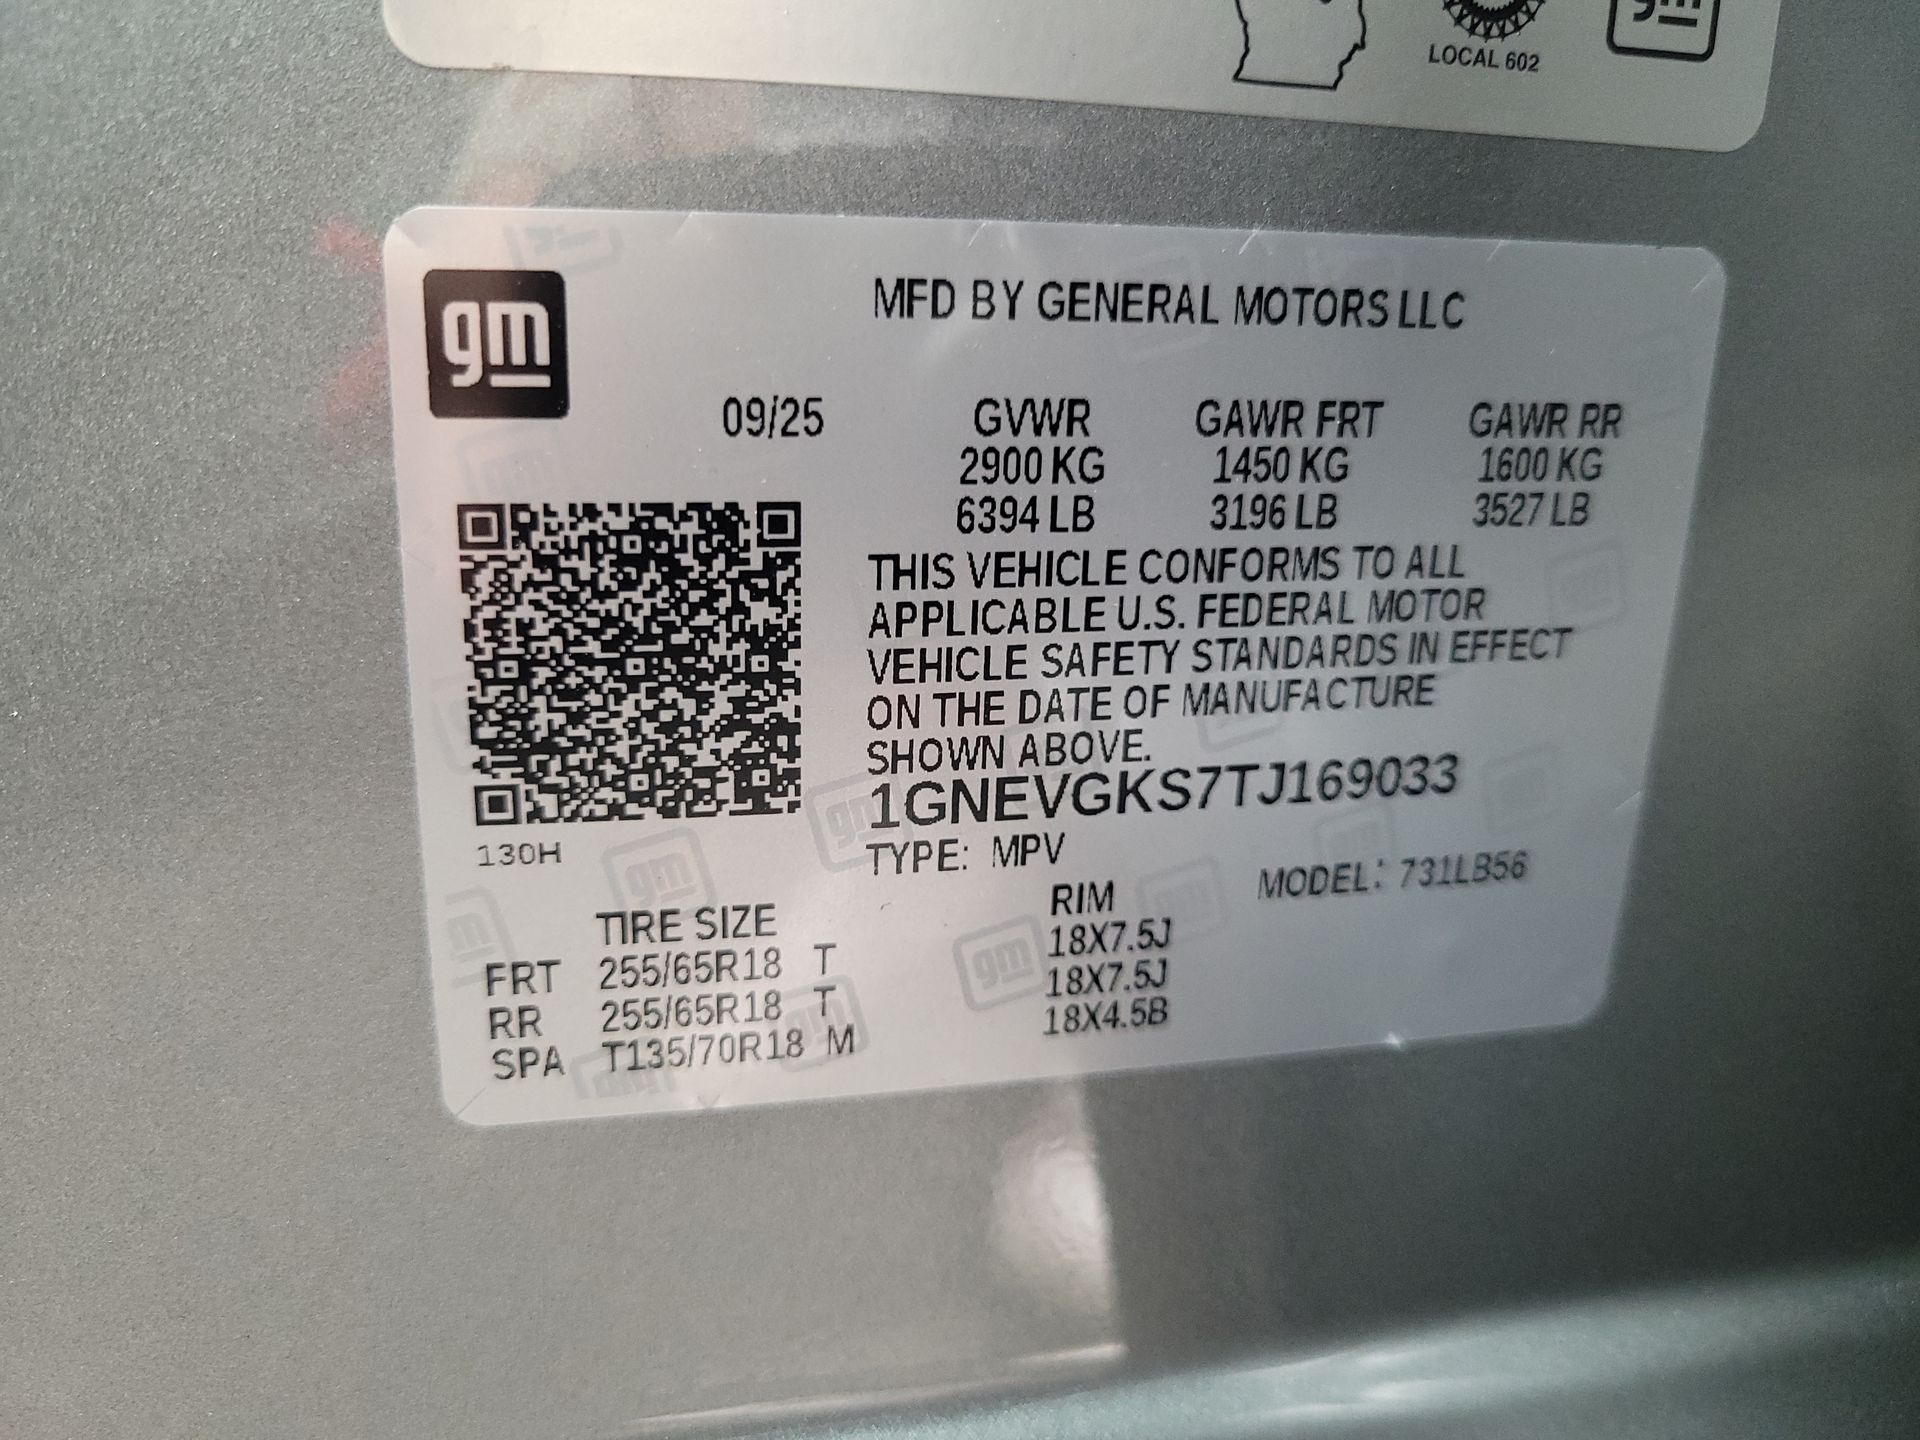 LOCAL 602
gm
gm
MFD BY GENERAL MOTORS LLC
09/25 GVWR GAWR FRT GAWR RR
2900 KG 1450 KG 1600 KG
6394 LB 3196 LB 3527 LB
THIS VEHICLE CONFORMS TO ALL
APPLICABLE U.S. FEDERAL MOTOR
VEHICLE SAFETY STANDARDS IN EFFECT
ON THE DATE OF MANUFACTURE
SHOWN ABOVE.
1GNEVGKS7TJ169033
130H
TYPE: MPV MODEL: 731LB56
TIRE SIZE RIM
FRT 255/65R18 T 18X7.5J
RR 255/65R18 T 18X7.5J
SPA T135/70R18 M 18X4.5B